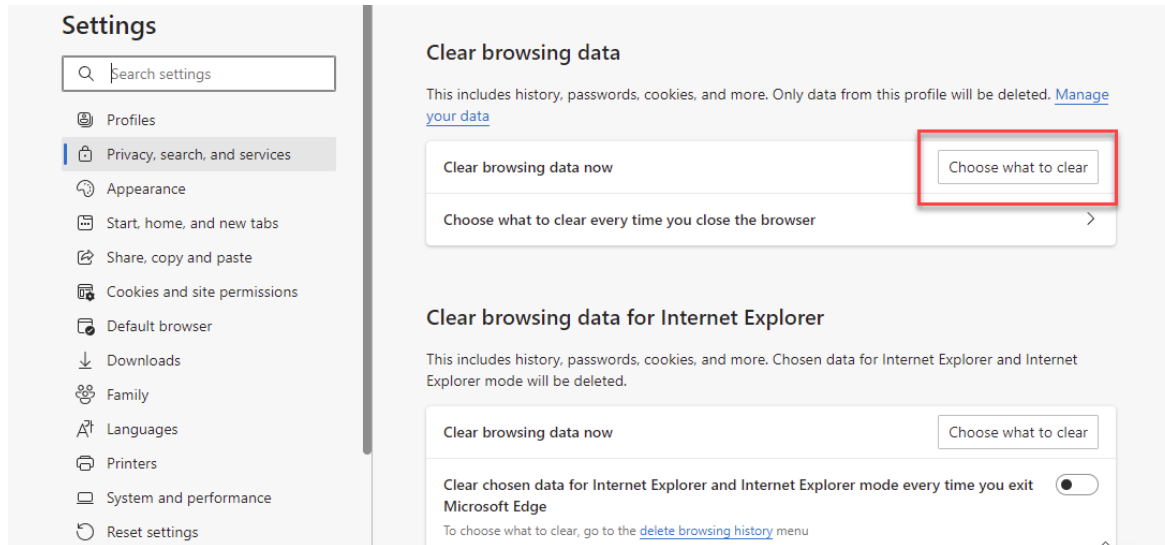 Settings
Search settings
Profiles
Privacy, search, and services
Appearance
Start, home, and new tabs
Share, copy and paste
Cookies and site permissions
Default browser
Downloads
Family
Languages
Printers
System and performance
Reset settings
Clear browsing data
This includes history, passwords, cookies, and more. Only data from this profile will be deleted. Manage
your data
Clear browsing data now
Choose what to clear
Choose what to clear every time you close the browser
Clear browsing data for Internet Explorer
This includes history, passwords, cookies, and more. Chosen data for Internet Explorer and Internet
Explorer mode will be deleted.
Clear browsing data now
Choose what to clear
Clear chosen data for Internet Explorer and Internet Explorer mode every time you exit
Microsoft Edge
To choose what to clear, go to the delete browsing history menu